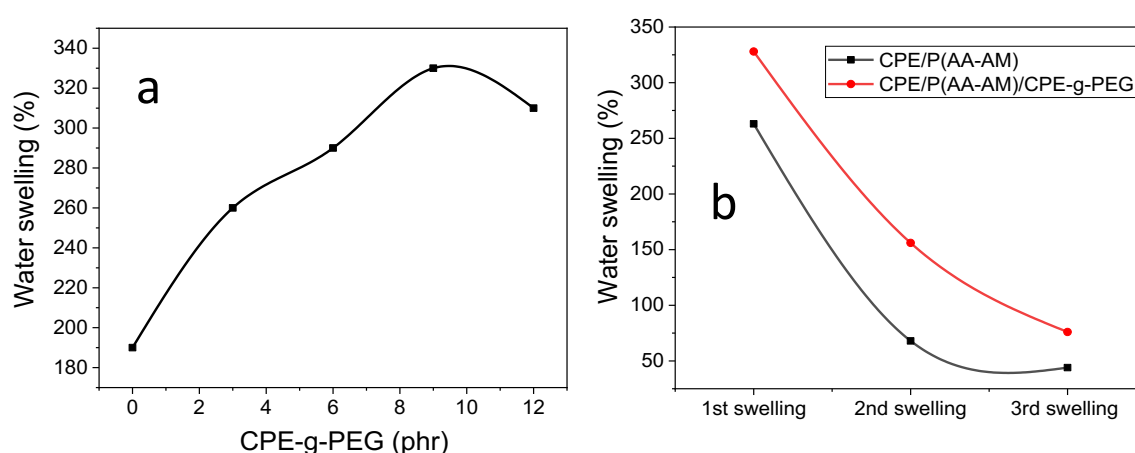 a
Water swelling (%)
340
320
300
280
260
240
220
200
180
0 2 4 6 8 10 12
CPE-g-PEG (phr)
b
CPE/P(AA-AM)
CPE/P(AA-AM)/CPE-g-PEG
Water swelling (%)
350
300
250
200
150
100
50
1st swelling 2nd swelling 3rd swelling